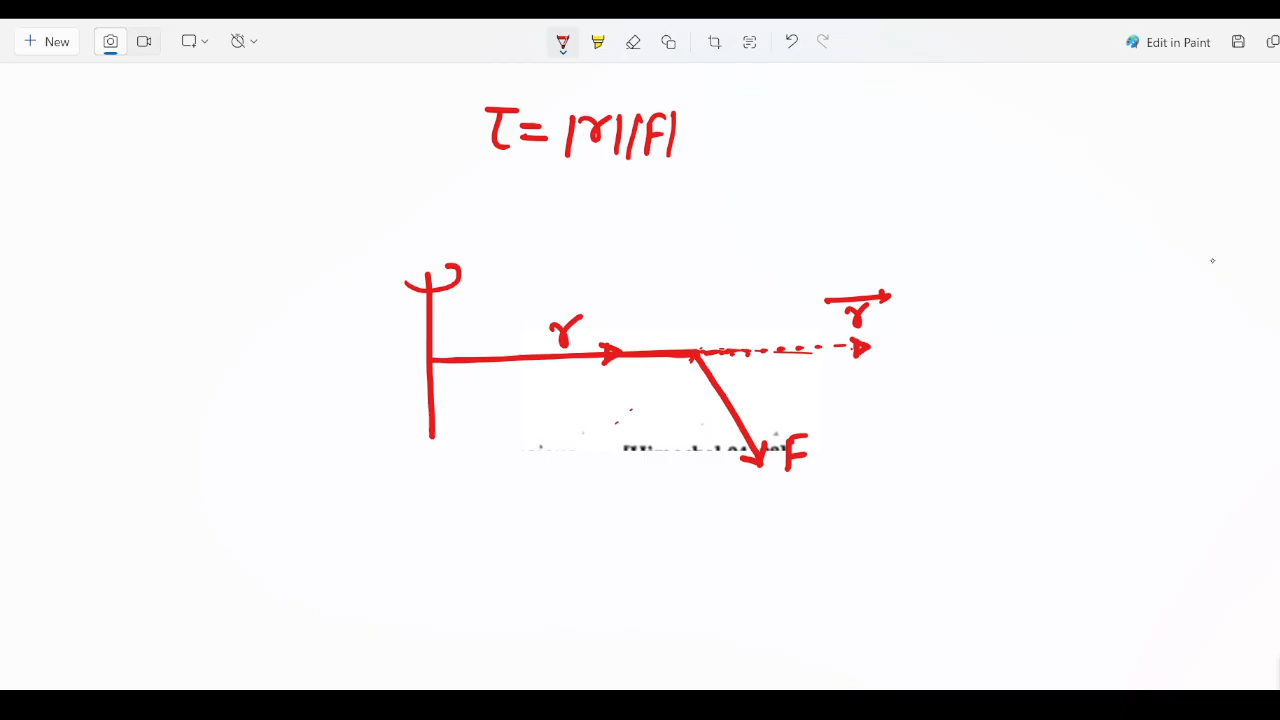 New
Edit in Paint
τ = |r||F|
r
r
F